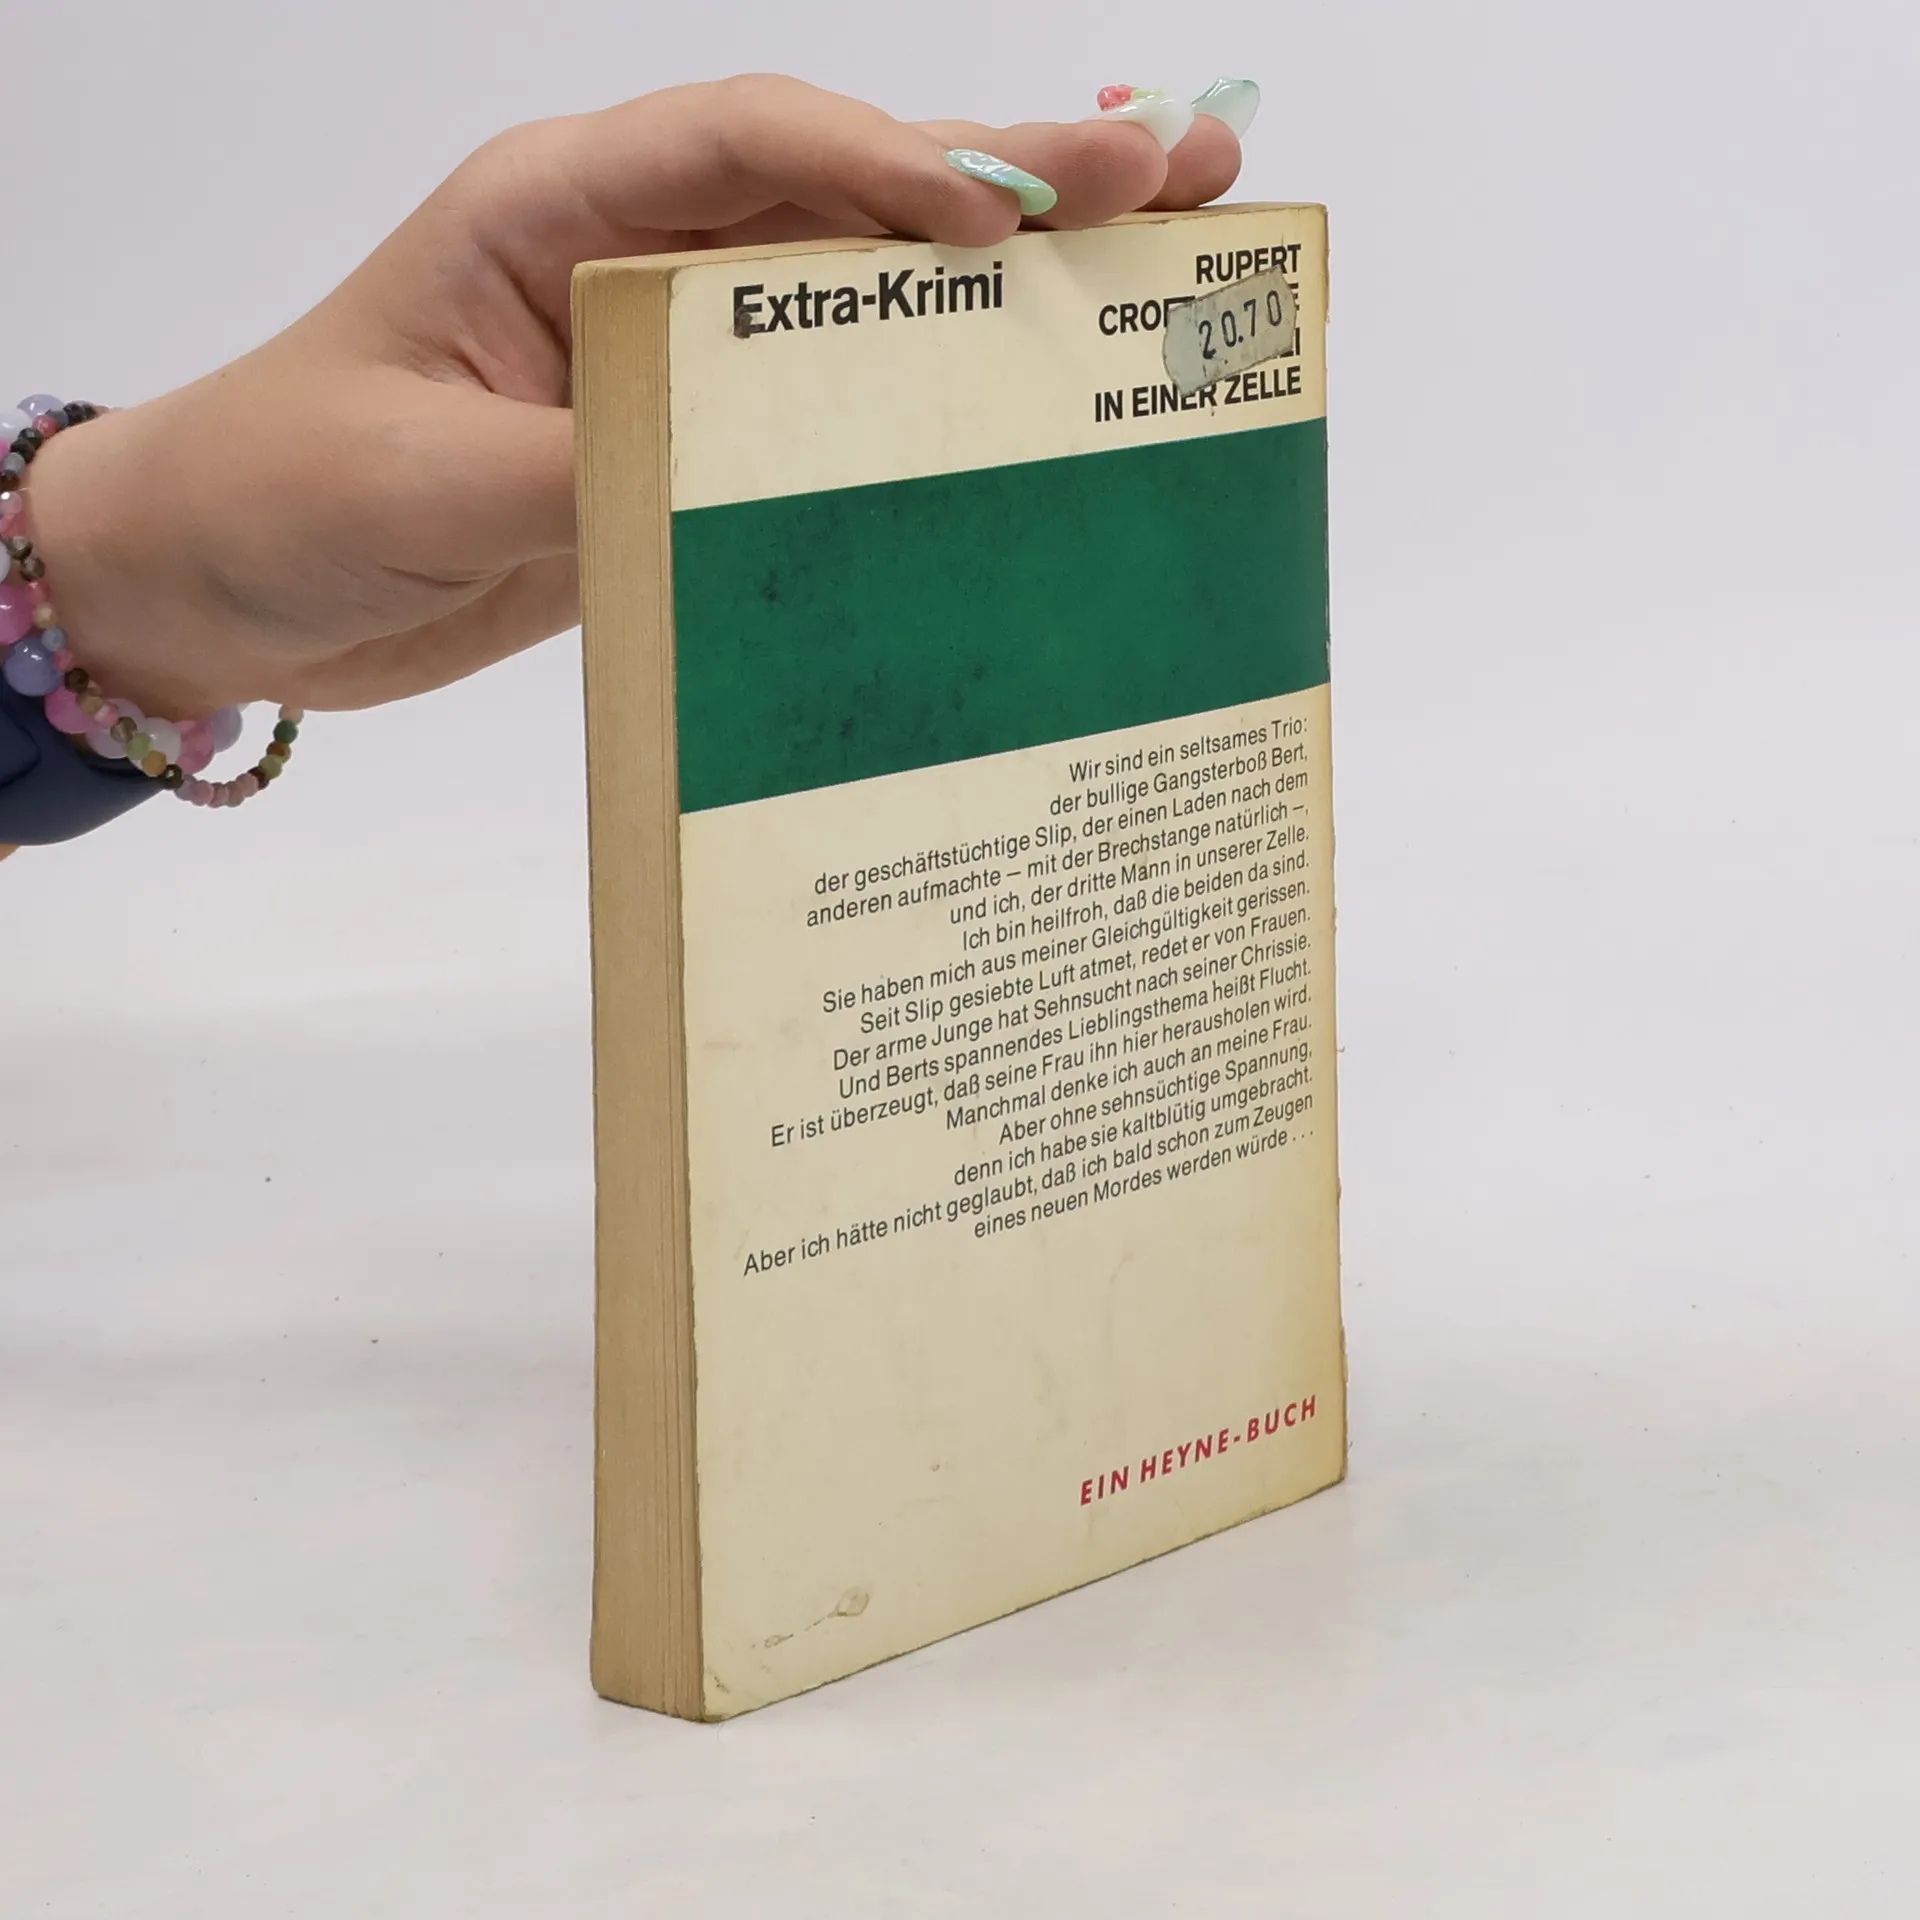 Extra-Krimi
RUPERT
20.70
IN EINER ZELLE
Wir sind ein seltsames Trio:
der bullige Gangsterboß Bert,
der geschäftstüchtige Slip, der einen Laden nach dem
anderen aufmachte – mit der Brechstange natürlich –,
und ich, der dritte Mann in unserer Zelle.
Ich bin heilfroh, daß die beiden da sind.
Sie haben mich aus meiner Gleichgültigkeit gerissen.
Seit Slip gesiebte Luft atmet, redet er von Frauen.
Der arme Junge hat Sehnsucht nach seiner Chrissie.
Und Berts spannendes Lieblingsthema heißt Flucht.
Er ist überzeugt, daß seine Frau ihn hier herausholen wird.
Manchmal denke ich auch an meine Frau.
Aber ohne sehnsüchtige Spannung,
denn ich habe sie kaltblütig umgebracht.
Aber ich hätte nicht geglaubt, daß ich bald schon zum Zeugen
eines neuen Mordes werden würde ...
EIN HEYNE-BUCH